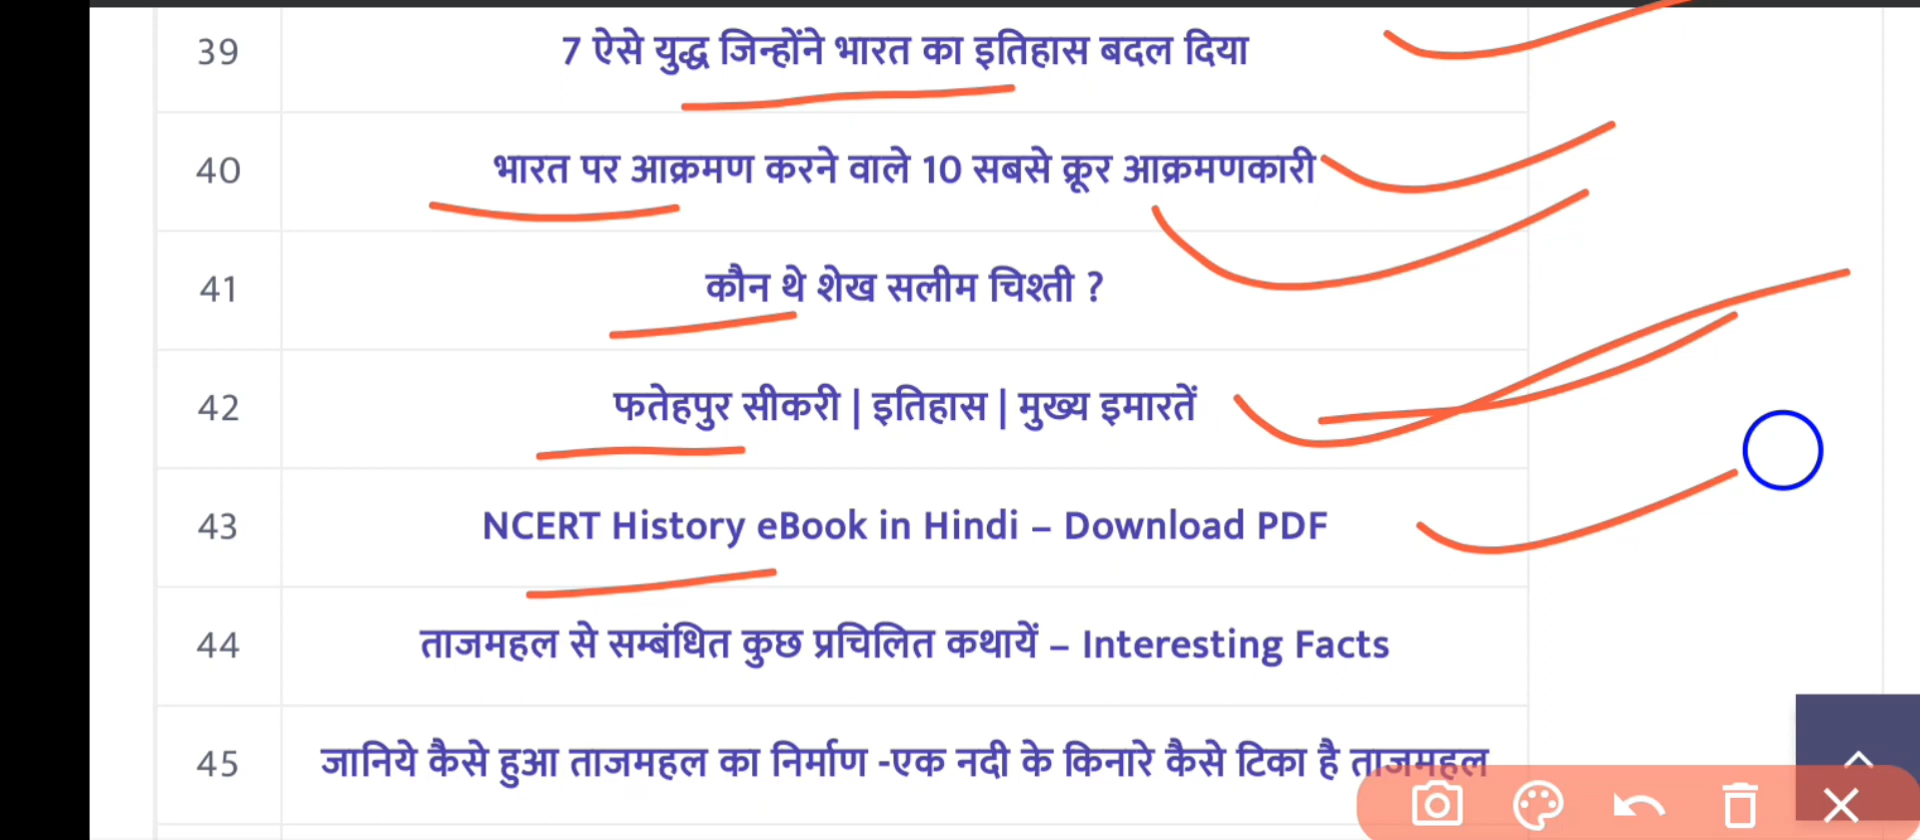 39 7 ऐसे युद्ध जिन्होंने भारत का इतिहास बदल दिया
40 भारत पर आक्रमण करने वाले 10 सबसे क्रूर आक्रमणकारी
41 कौन थे शेख सलीम चिश्ती ?
42 फतेहपुर सीकरी | इतिहास | मुख्य इमारतें
43 NCERT History eBook in Hindi – Download PDF
44 ताजमहल से सम्बंधित कुछ प्रचिलित कथायें – Interesting Facts
45 जानिये कैसे हुआ ताजमहल का निर्माण -एक नदी के किनारे कैसे टिका है ताजमहल